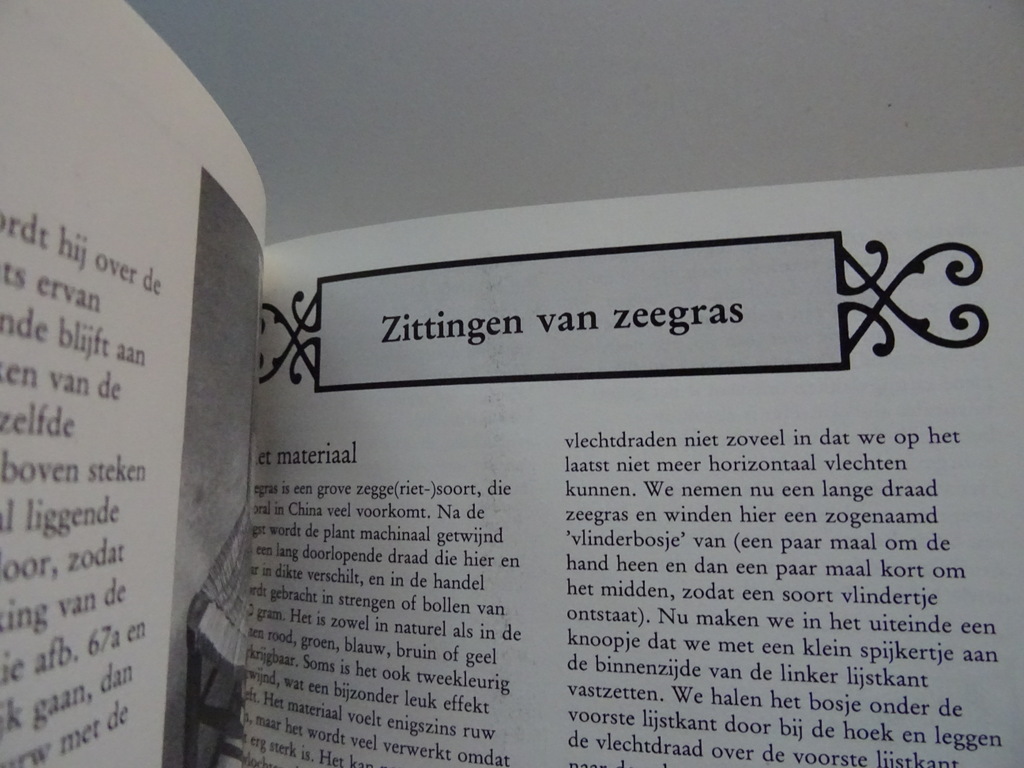 hij over de
ts ervan
nde blijft aan
ken van de
zelfde
boven steken
liggende
zodat
van de
afb. 67a en
gaan, dan
met de
Zittingen van zeegras
materiaal
is een grove zegge(riet-)soort, die
in China veel voorkomt. Na de
wordt de plant machinaal getwijnd
een lang doorlopende draad die hier en
in dikte verschilt, en in de handel
gebracht in strengen of bollen van
gram. Het is zowel in naturel als in de
rood, groen, blauw, bruin of geel
Soms is het ook tweekleurig
wat een bijzonder leuk effekt
Het materiaal voelt enigszins ruw
maar het wordt veel verwerkt omdat
erg sterk is. Het kan
vlechtdraden niet zoveel in dat we op het
laatst niet meer horizontaal vlechten
kunnen. We nemen nu een lange draad
zeegras en winden hier een zogenaamd
'vlinderbosje' van (een paar maal om de
hand heen en dan een paar maal kort om
het midden, zodat een soort vlindertje
ontstaat). Nu maken we in het uiteinde een
knoopje dat we met een klein spijkertje aan
de binnenzijde van de linker lijstkant
vastzetten. We halen het bosje onder de
voorste lijstkant door bij de hoek en leggen
de vlechtdraad over de voorste lijstkant